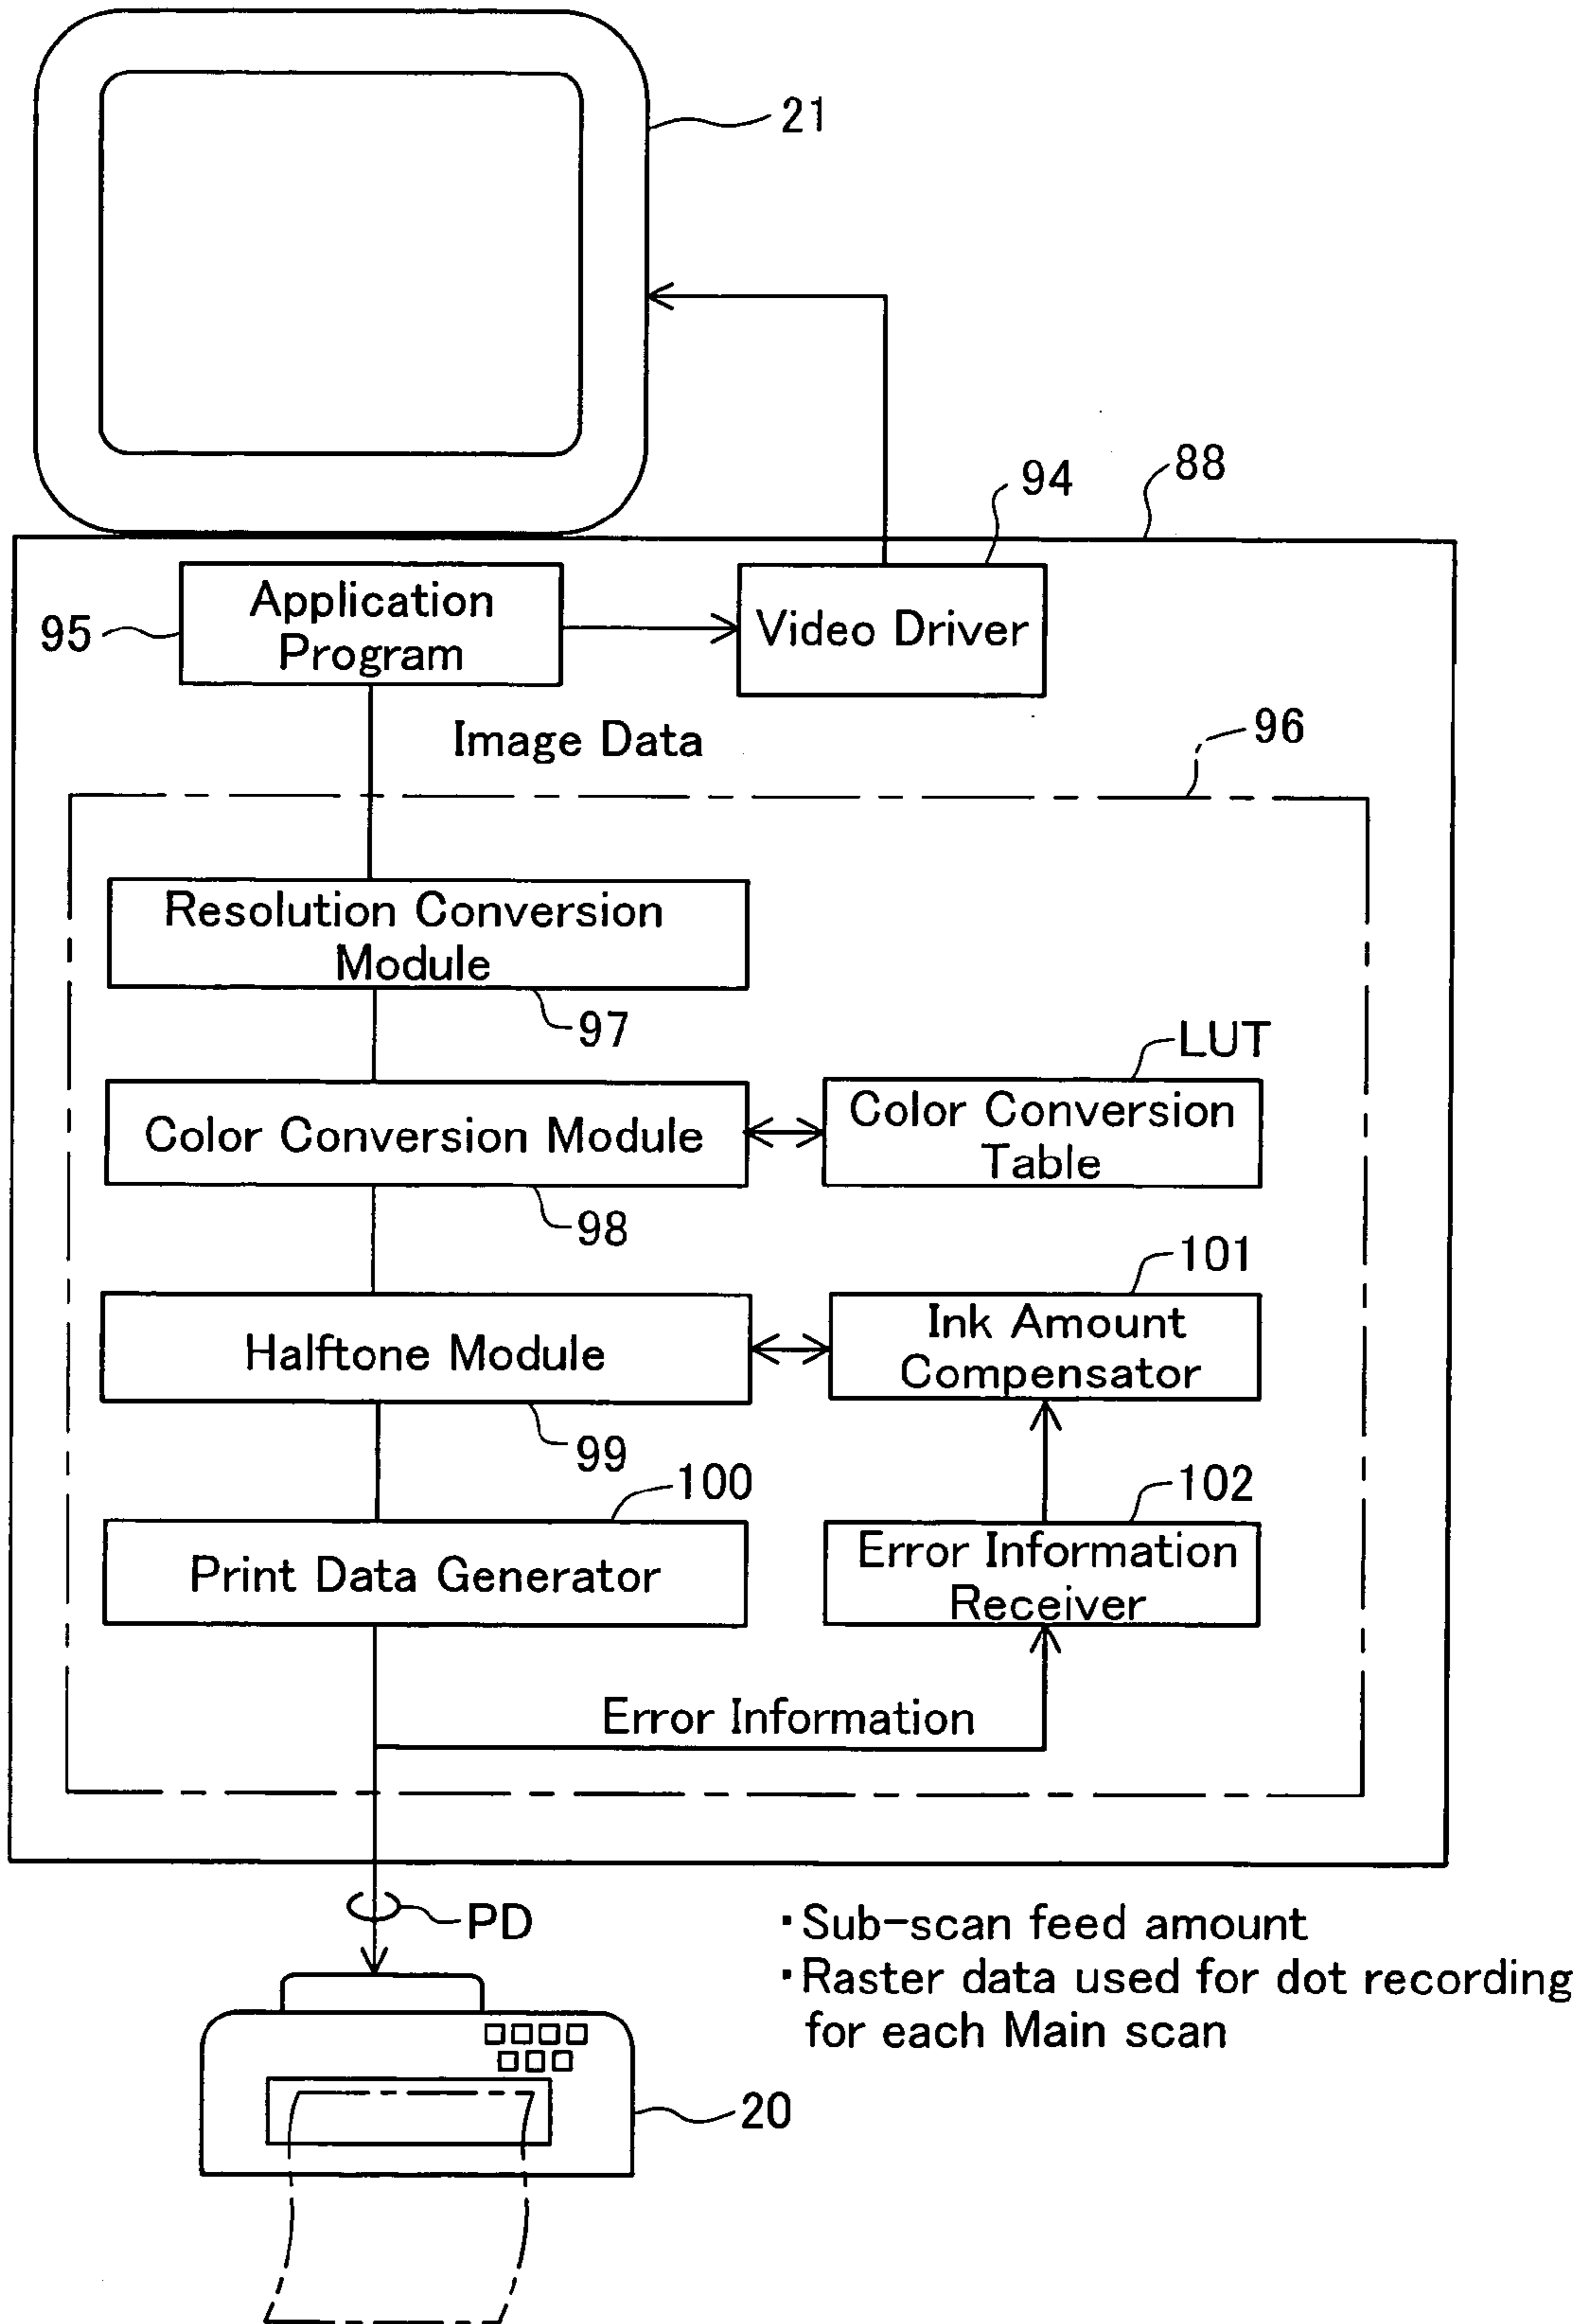 21
88
94
Application
Program
95
Video Driver
Image Data
96
Resolution Conversion
Module
97
LUT
Color Conversion Module
Color Conversion
Table
98
101
Halftone Module
Ink Amount
Compensator
99
100
102
Print Data Generator
Error Information
Receiver
Error Information
PD
・Sub-scan feed amount
・Raster data used for dot recording
for each Main scan
20